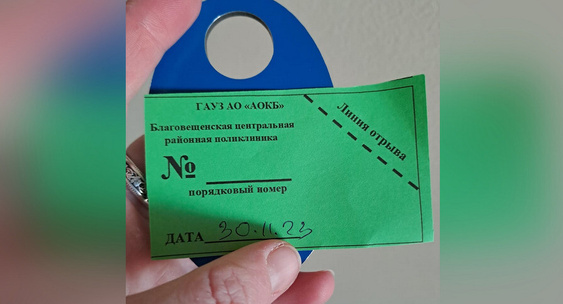 ГАУЗ АО «АОКБ»
Благовещенская центральная
районная поликлиника
Линия отрыва
№
порядковый номер
ДАТА 30.11.23